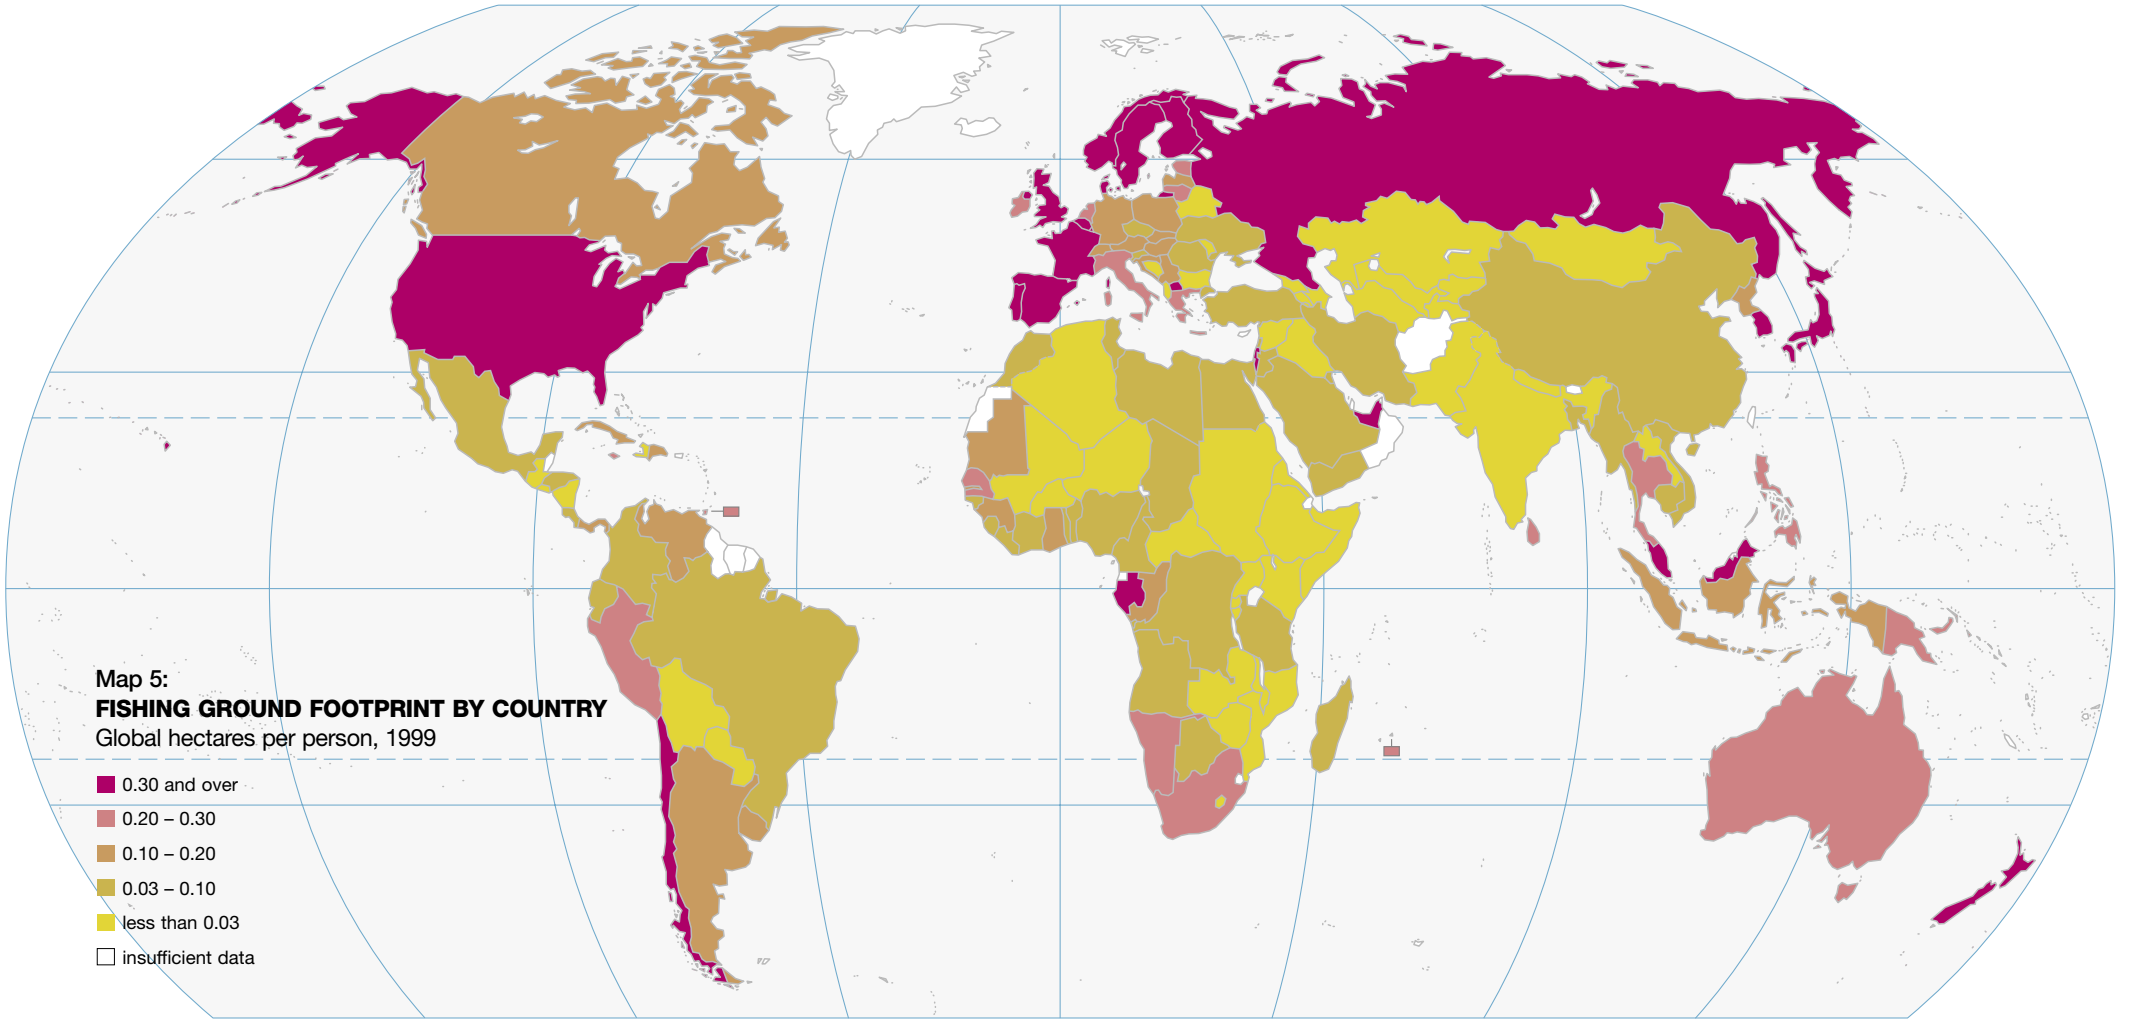 Map 5:
FISHING GROUND FOOTPRINT BY COUNTRY
Global hectares per person, 1999
0.30 and over
0.20 – 0.30
0.10 – 0.20
0.03 – 0.10
less than 0.03
insufficient data